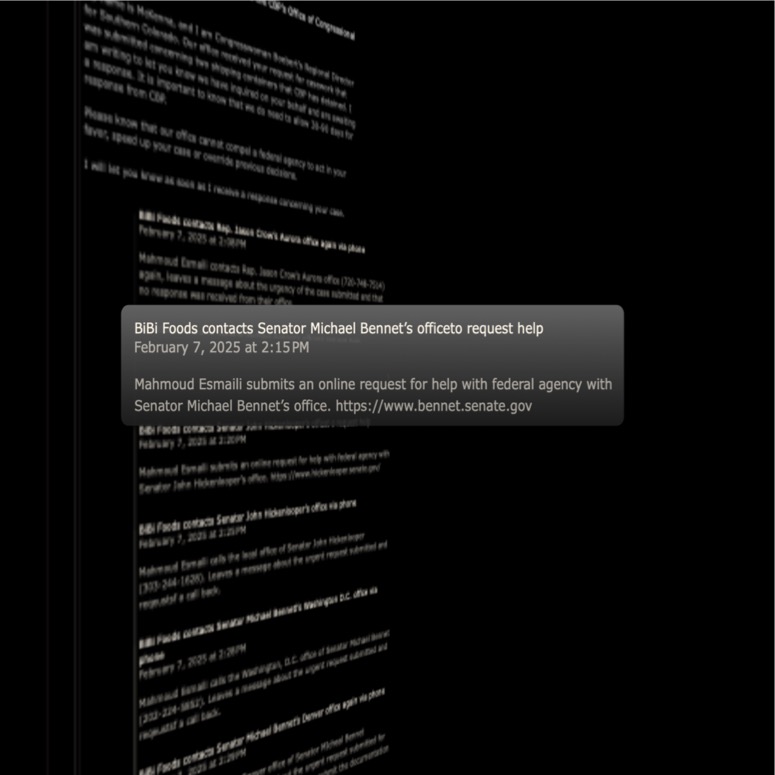 CBP's Office of Congressional
is McKenna, and I am Congresswoman Boebert's Regional Director
for Southern Colorado. Our office received your request for casework that
was submitted concerning two shipping containers that CBP has detained. I
am writing to let you know we have inquired on your behalf and are awaiting
a response. It is important to know that we do need to allow 30-60 days for
response from CBP.
Please know that our office cannot compel a federal agency to act in your
favor, speed up your case or override previous decisions.
I will let you know as soon as I receive a response concerning your case.
BiBi Foods contacts Rep. Jason Crow's Aurora office again via phone
February 7, 2025 at 2:08PM
Mahmoud Esmaili contacts Rep. Jason Crow's Aurora office (720-748-7514)
again, leaves a message about the urgency of the case submitted and that
no response was received from their office.
BiBi Foods contacts Senator Michael Bennet’s officeto request help
February 7, 2025 at 2:15PM
Mahmoud Esmaili submits an online request for help with federal agency with
Senator Michael Bennet’s office. https://www.bennet.senate.gov
BiBi Foods contacts Senator John Hickenlooper's office
February 7, 2025 at 2:20PM
Mahmoud Esmaili submits an online request for help with federal agency with
Senator John Hickenlooper's office. https://www.hickenlooper.senate.gov/
BiBi Foods contacts Senator John Hickenlooper's office via phone
February 7, 2025 at 2:25PM
Mahmoud Esmaili calls the local office of Senator John Hickenlooper
(303-244-1628). Leaves a message about the urgent request submitted and
a call back.
BiBi Foods contacts Senator Michael Bennet's Washington D.C. office via
phone
February 7, 2025 at 2:28PM
Mahmoud Esmaili calls the Washington, D.C. office of Senator Michael Bennet
(202-224-5852). Leaves a message about the urgent request submitted and
a call back.
BiBi Foods contacts Senator Michael Bennet's Denver office again via phone
February 7, 2025 at
Denver office of Senator Michael Bennet
urgent request submitted for
submit the documentation